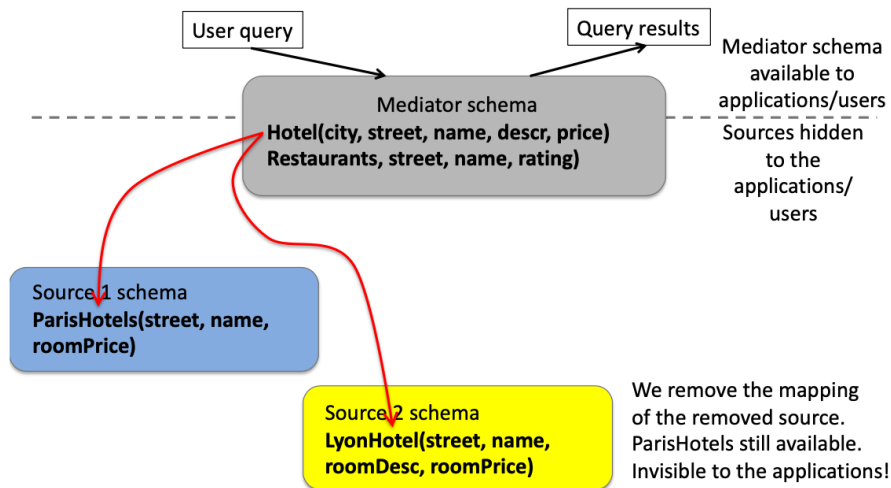 User query
Query results
Mediator schema
available to
applications/users
Mediator schema
Hotel(city, street, name, descr, price)
Restaurants, street, name, rating)
Sources hidden
to the
applications/
users
Source 1 schema
ParisHotels(street, name,
roomPrice)
Source 2 schema
LyonHotel(street, name,
roomDesc, roomPrice)
We remove the mapping
of the removed source.
ParisHotels still available.
Invisible to the applications!